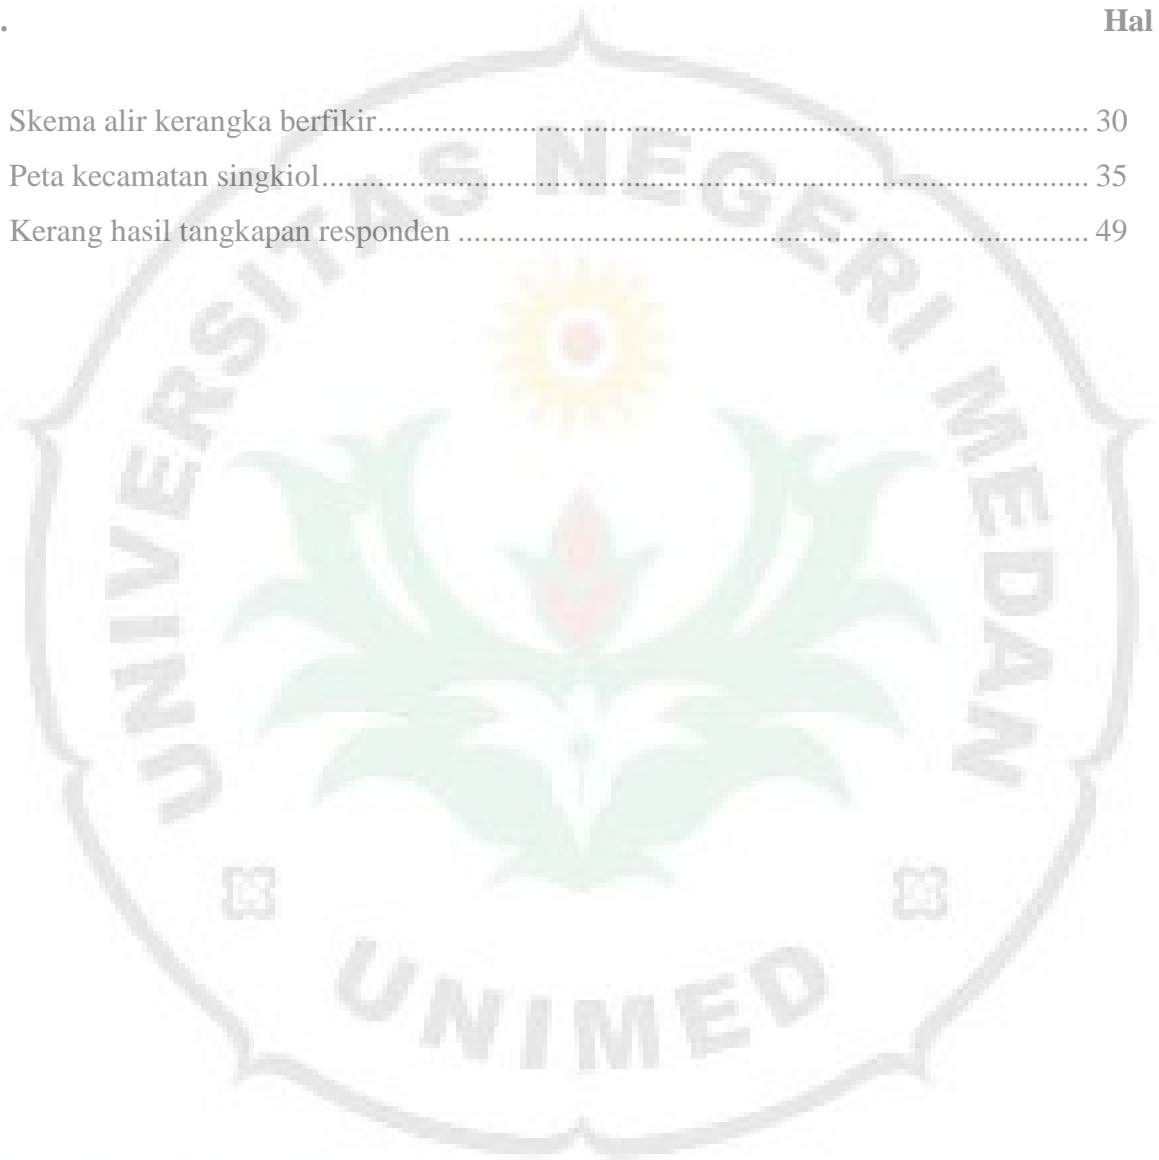 . Hal
Skema alir kerangka berfikir.......................................................................................... 30
Peta kecamatan singkiol................................................................................................. 35
Kerang hasil tangkapan responden ............................................................................... 49
UNIVERSITAS NEGERI MEDAN
UNIMED